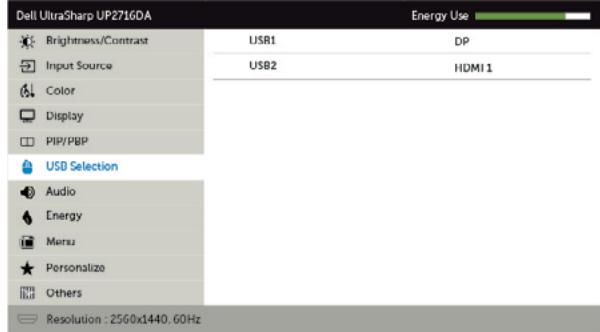 Dell UltraSharp UP2716DA Energy Use
Brightness/Contrast USB1 DP
Input Source USB2 HDMI 1
Color
Display
PIP/PBP
USB Selection
Audio
Energy
Menu
Personalize
Others
Resolution : 2560x1440, 60Hz